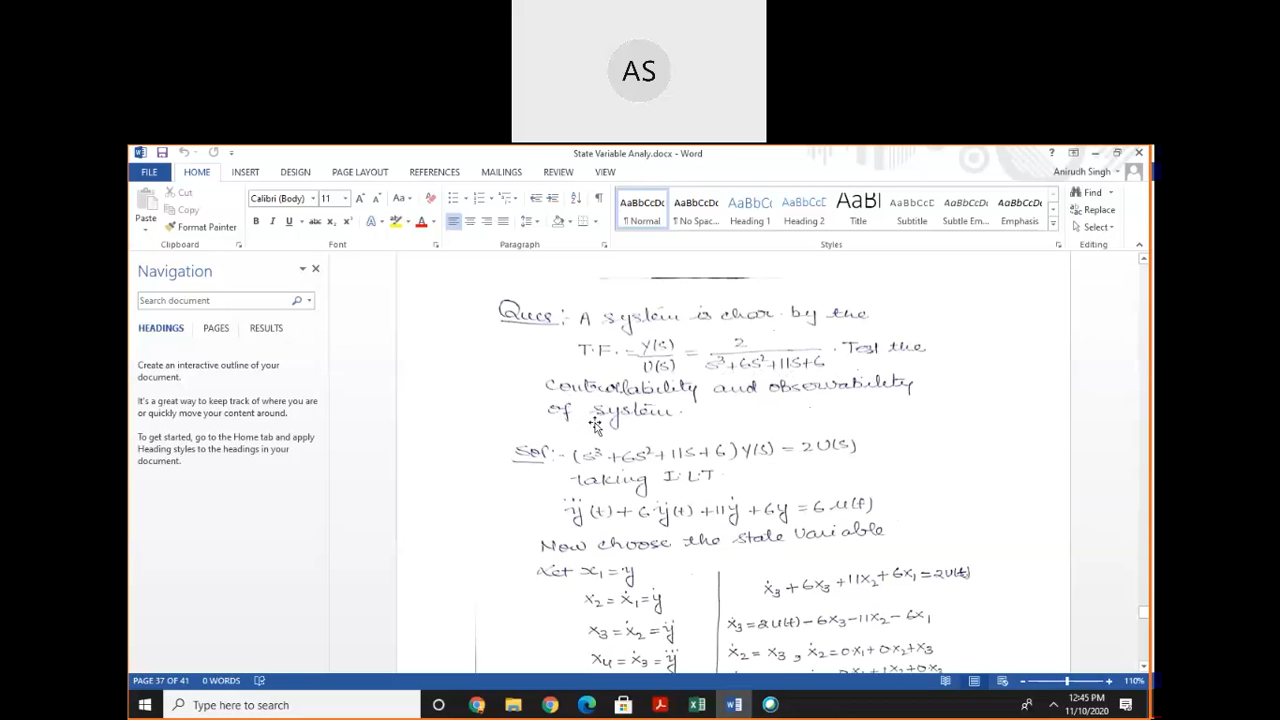 AS
State Variable Analy.docx - Word
FILE HOME INSERT DESIGN PAGE LAYOUT REFERENCES MAILINGS REVIEW VIEW Anirudh Singh
Paste Cut Copy Format Painter
Clipboard
Calibri (Body) 11
Font
Paragraph
AaBbCcDc AaBbCcDc AaBbCc AaBbCcC AaBl AaBbCcD AaBbCcDc AaBbCcDc
¶ Normal ¶ No Spac... Heading 1 Heading 2 Title Subtitle Subtle Em... Emphasis
Styles
Find
Replace
Select
Editing
Navigation
Search document
HEADINGS PAGES RESULTS
Create an interactive outline of your
document.
It's a great way to keep track of where you are
or quickly move your content around.
To get started, go to the Home tab and apply
Heading styles to the headings in your
document.
Ques:- A system is char. by the
T.F. = Y(s)/U(s) = 2/(s³+6s²+11s+6). Test the
Controllability and observability
of system.
Sol:- (s³+6s²+11s+6)Y(s) = 2U(s)
Taking I.L.T
y⃛(t) + 6ÿ(t) + 11ẏ + 6y = 6u(t)
Now choose the state variable
Let x₁ = y
x₂ = ẋ₁ = ẏ
x₃ = ẋ₂ = ÿ
x₄ = ẋ₃ = y⃛
ẋ₃ + 6x₃ + 11x₂ + 6x₁ = 2u(t)
ẋ₃ = 2u(t) - 6x₃ - 11x₂ - 6x₁
ẋ₂ = x₃, ẋ₂ = 0x₁ + 0x₂ + x₃
PAGE 37 OF 41 0 WORDS 110%
Type here to search
12:45 PM
11/10/2020